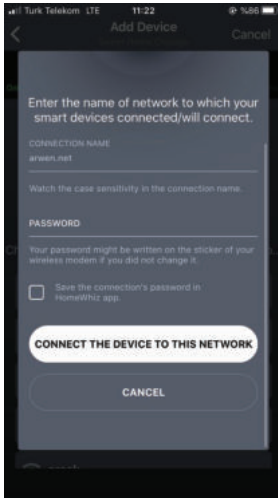 Turk Telekom LTE 11:22 %86
Add Device
Cancel
Enter the name of network to which your
smart devices connected/will connect.
CONNECTION NAME
arwen.net
Watch the case sensitivity in the connection name.
PASSWORD
Your password might be written on the sticker of your
wireless modem if you did not change it.
Save the connection's password in
HomeWhiz app.
CONNECT THE DEVICE TO THIS NETWORK
CANCEL